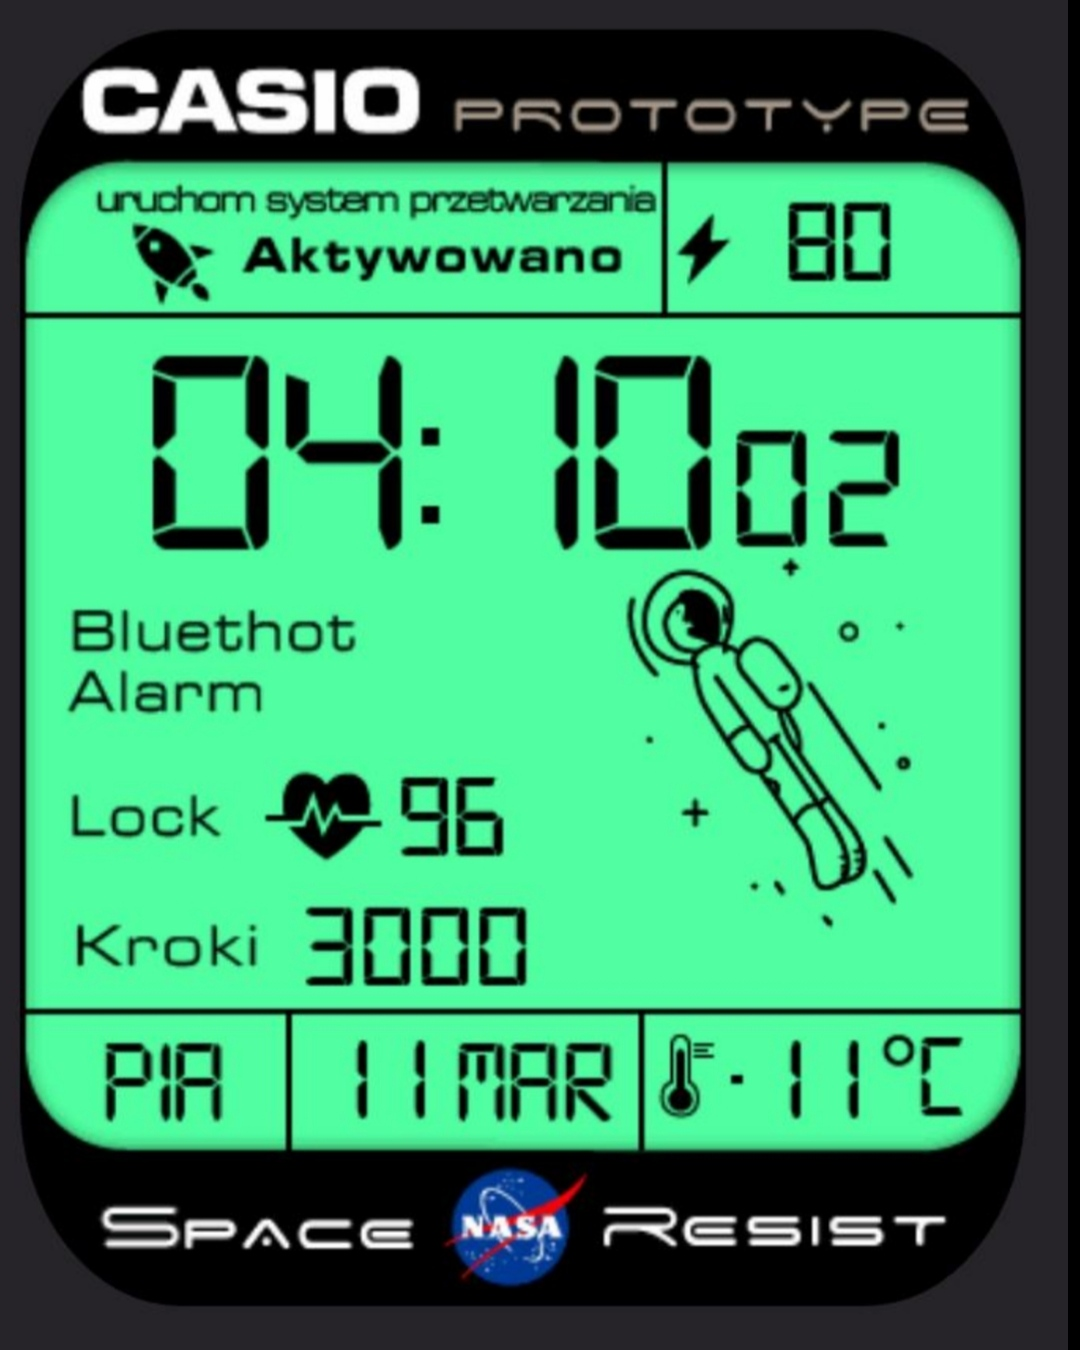 CASIO PROTOTYPE
uruchom system przetwarzania
Aktywowano
80
04:10 02
Bluethot
Alarm
Lock 96
Kroki 3000
PIA 11 MAR -11°C
SPACE NASA RESIST